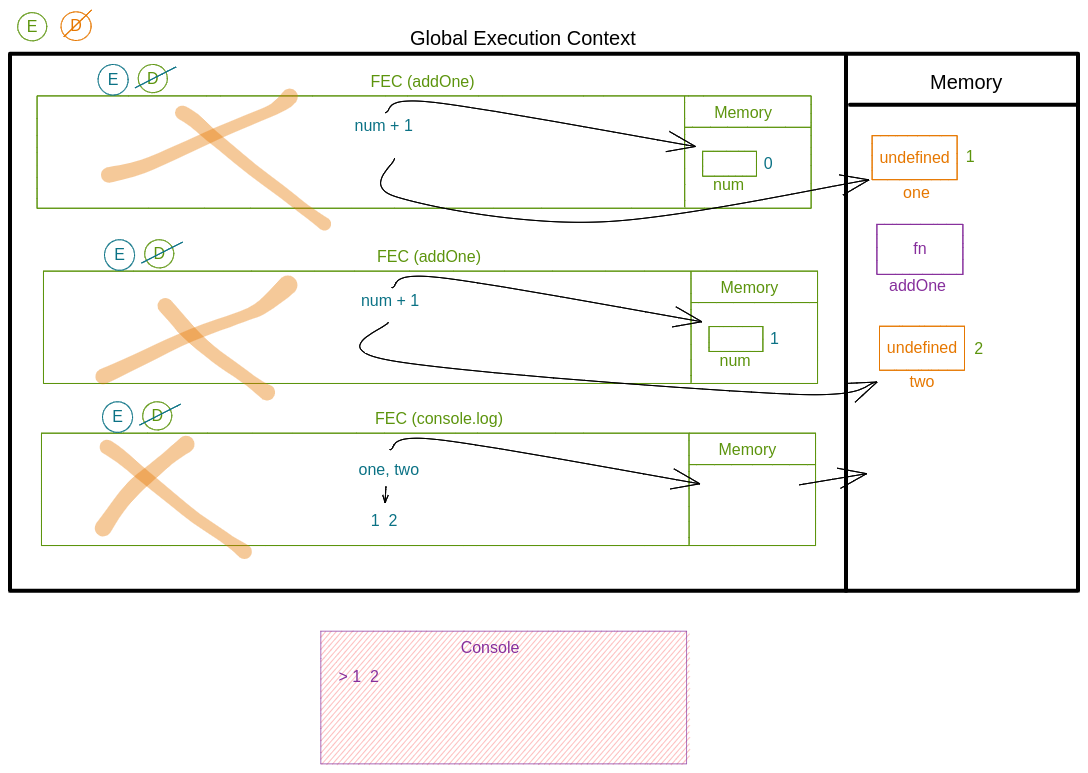 E D
Global Execution Context
Memory
E D
FEC (addOne)
num + 1
Memory
0
num
undefined 1
one
fn
addOne
E D
FEC (addOne)
num + 1
Memory
1
num
undefined 2
two
E D
FEC (console.log)
one, two
1 2
Memory
Console
> 1 2